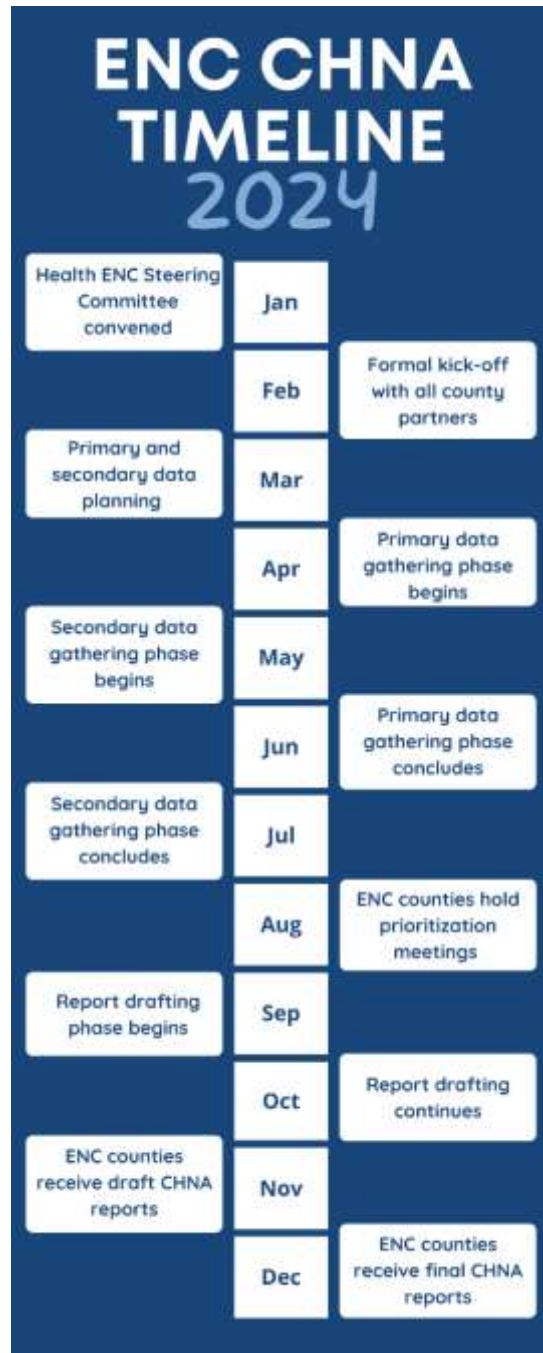 ENC CHNA
TIMELINE
2024
Health ENC Steering
Committee
convened
Jan
Feb
Formal kick-off
with all county
partners
Primary and
secondary data
planning
Mar
Apr
Primary data
gathering phase
begins
Secondary data
gathering phase
begins
May
Jun
Primary data
gathering phase
concludes
Secondary data
gathering phase
concludes
Jul
Aug
ENC counties hold
prioritization
meetings
Report drafting
phase begins
Sep
Oct
Report drafting
continues
ENC counties
receive draft CHNA
reports
Nov
Dec
ENC counties
receive final CHNA
reports